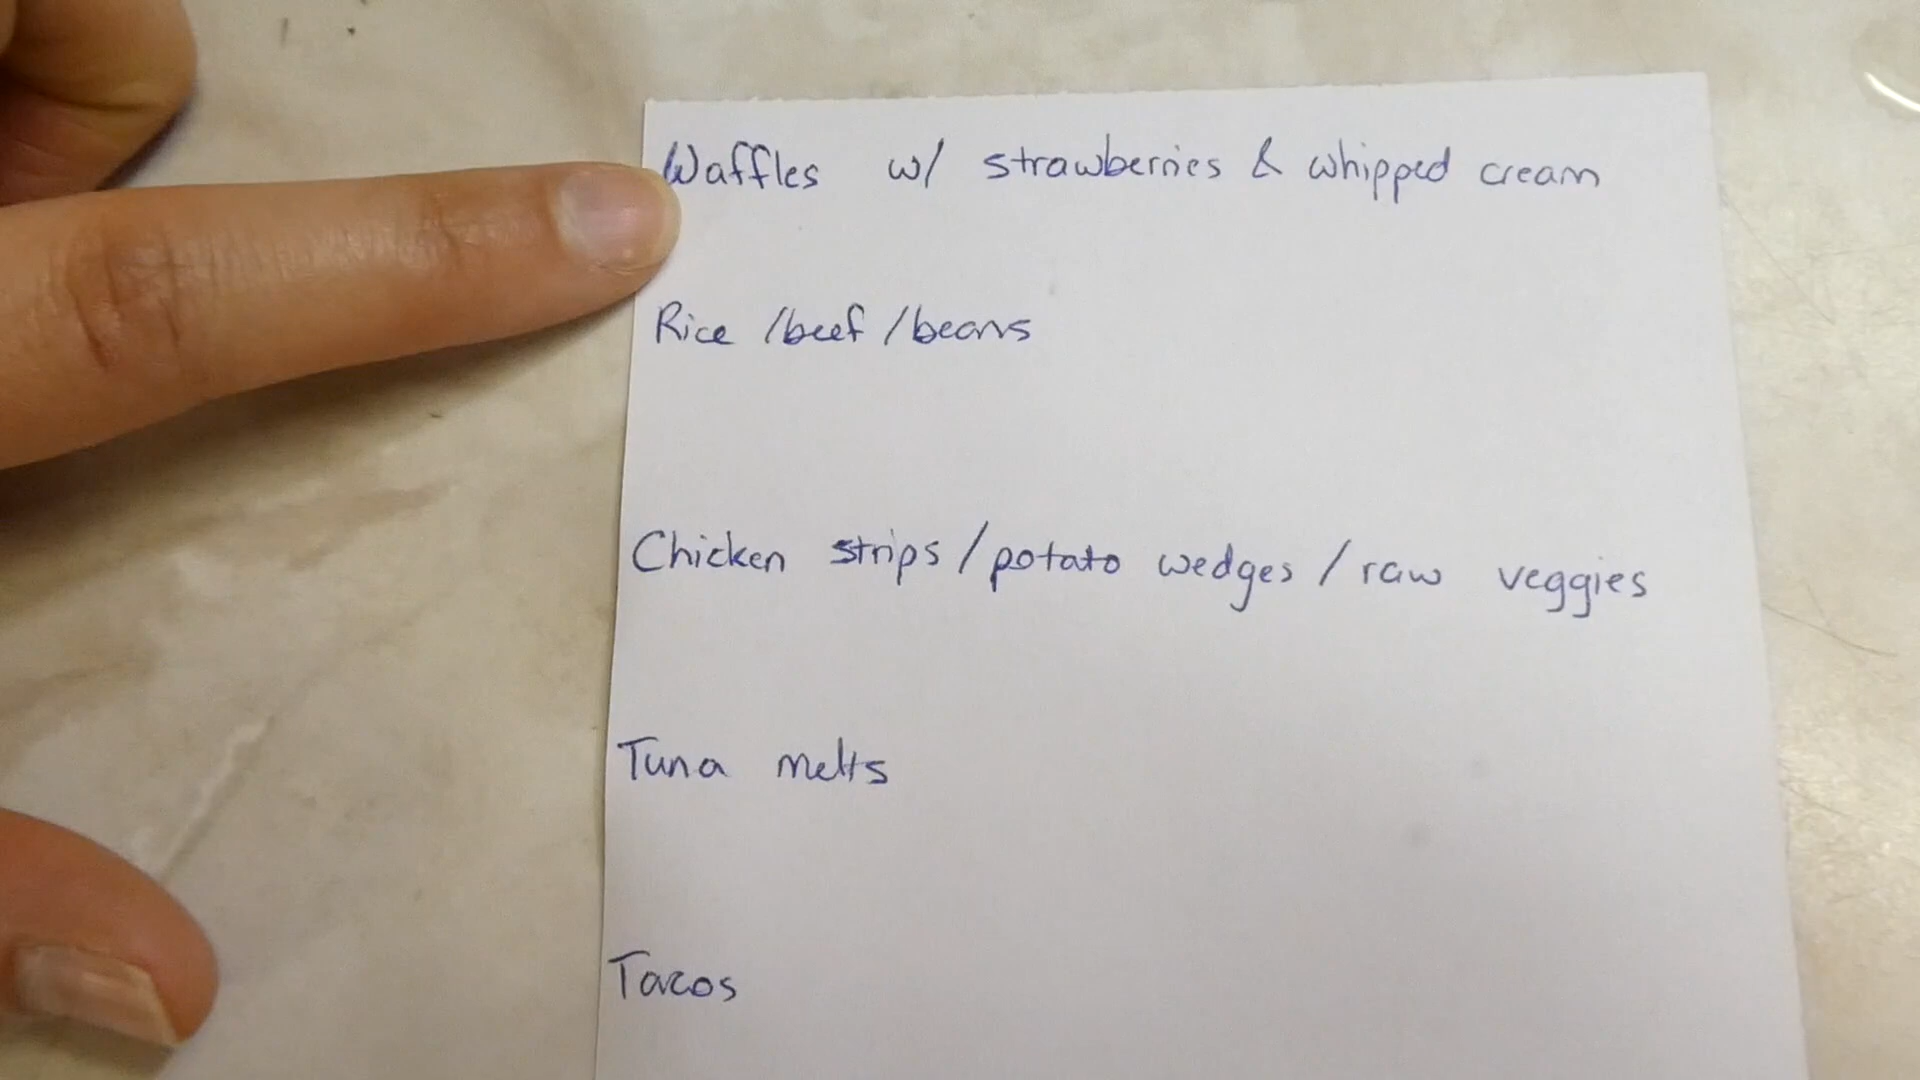 Waffles w/ strawberries & whipped cream
Rice /beef /beans
Chicken strips / potato wedges / raw veggies
Tuna melts
Tacos